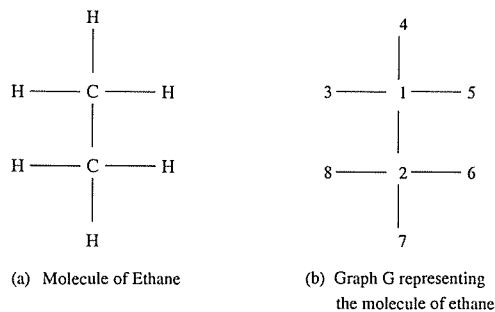 H
H C H
H C H
H
(a) Molecule of Ethane
4
3 1 5
8 2 6
7
(b) Graph G representing
the molecule of ethane